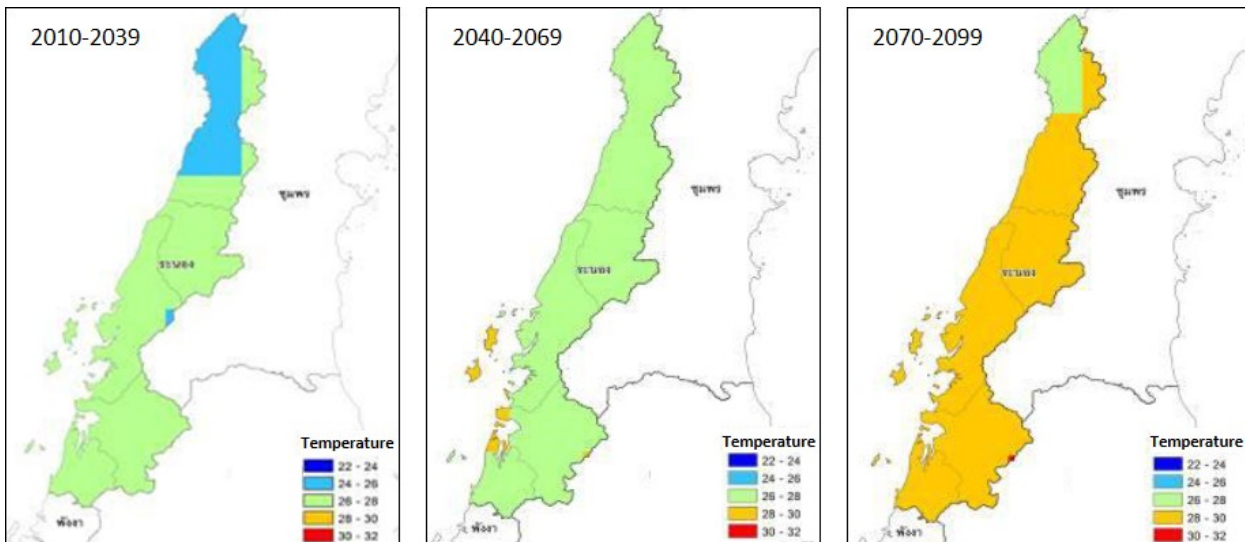 2010-2039
ชุมพร
ระนอง
พังงา
Temperature
22 - 24
24 - 26
26 - 28
28 - 30
30 - 32
2040-2069
ชุมพร
ระนอง
พังงา
Temperature
22 - 24
24 - 26
26 - 28
28 - 30
30 - 32
2070-2099
ชุมพร
ระนอง
พังงา
Temperature
22 - 24
24 - 26
26 - 28
28 - 30
30 - 32